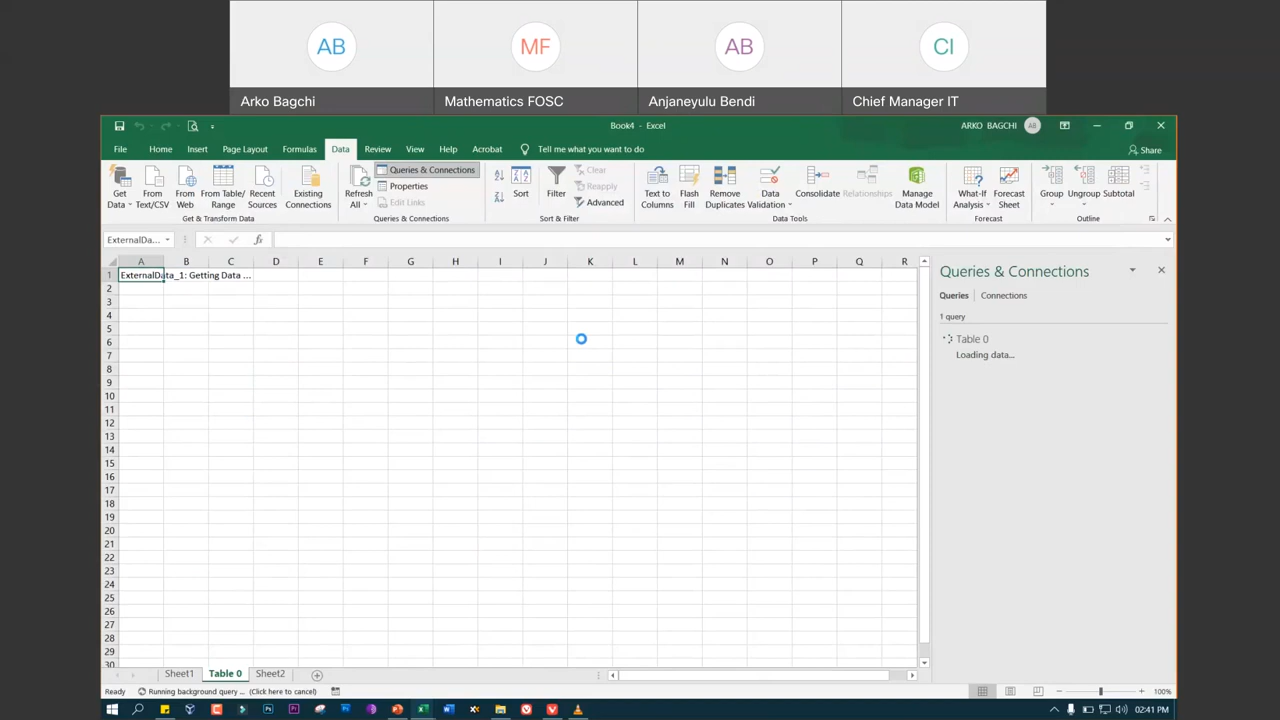 AB MF AB CI
Arko Bagchi Mathematics FOSC Anjaneyulu Bendi Chief Manager IT
Book4 - Excel ARKO BAGCHI AB
File Home Insert Page Layout Formulas Data Review View Help Acrobat Tell me what you want to do Share
Get Data
From Text/CSV
From Web
From Table/ Range
Recent Sources
Existing Connections
Get & Transform Data
Refresh All
Queries & Connections
Properties
Edit Links
Queries & Connections
Sort
Filter
Clear
Reapply
Advanced
Sort & Filter
Text to Columns
Flash Fill
Remove Duplicates
Data Validation
Consolidate
Relationships
Manage Data Model
Data Tools
What-If Analysis
Forecast Sheet
Forecast
Group
Ungroup
Subtotal
Outline
ExternalDa... fx
A B C D E F G H I J K L M N O P Q R
1 ExternalData_1: Getting Data ...
2
3
4
5
6
7
8
9
10
11
12
13
14
15
16
17
18
19
20
21
22
23
24
25
26
27
28
29
30
Queries & Connections
Queries Connections
1 query
Table 0
Loading data...
Sheet1 Table 0 Sheet2
Ready Running background query ... (Click here to cancel) 100%
02:41 PM